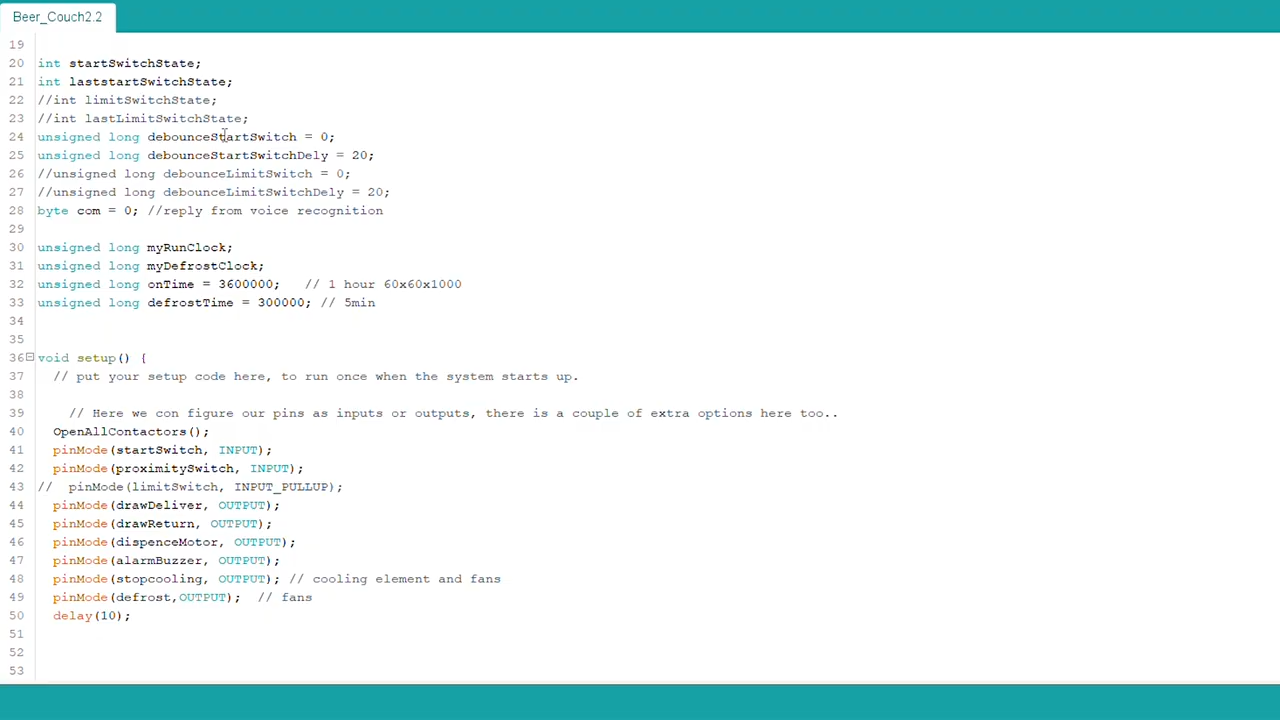 Beer_Couch2.2
19
20 int startSwitchState;
21 int laststartSwitchState;
22 //int limitSwitchState;
23 //int lastLimitSwitchState;
24 unsigned long debounceStartSwitch = 0;
25 unsigned long debounceStartSwitchDely = 20;
26 //unsigned long debounceLimitSwitch = 0;
27 //unsigned long debounceLimitSwitchDely = 20;
28 byte com = 0; //reply from voice recognition
29
30 unsigned long myRunClock;
31 unsigned long myDefrostClock;
32 unsigned long onTime = 3600000;   // 1 hour 60x60x1000
33 unsigned long defrostTime = 300000; // 5min
34
35
36 void setup() {
37   // put your setup code here, to run once when the system starts up.
38
39     // Here we con figure our pins as inputs or outputs, there is a couple of extra options here too..
40   OpenAllContactors();
41   pinMode(startSwitch, INPUT);
42   pinMode(proximitySwitch, INPUT);
43 //  pinMode(limitSwitch, INPUT_PULLUP);
44   pinMode(drawDeliver, OUTPUT);
45   pinMode(drawReturn, OUTPUT);
46   pinMode(dispenceMotor, OUTPUT);
47   pinMode(alarmBuzzer, OUTPUT);
48   pinMode(stopcooling, OUTPUT); // cooling element and fans
49   pinMode(defrost,OUTPUT);  // fans
50   delay(10);
51
52
53